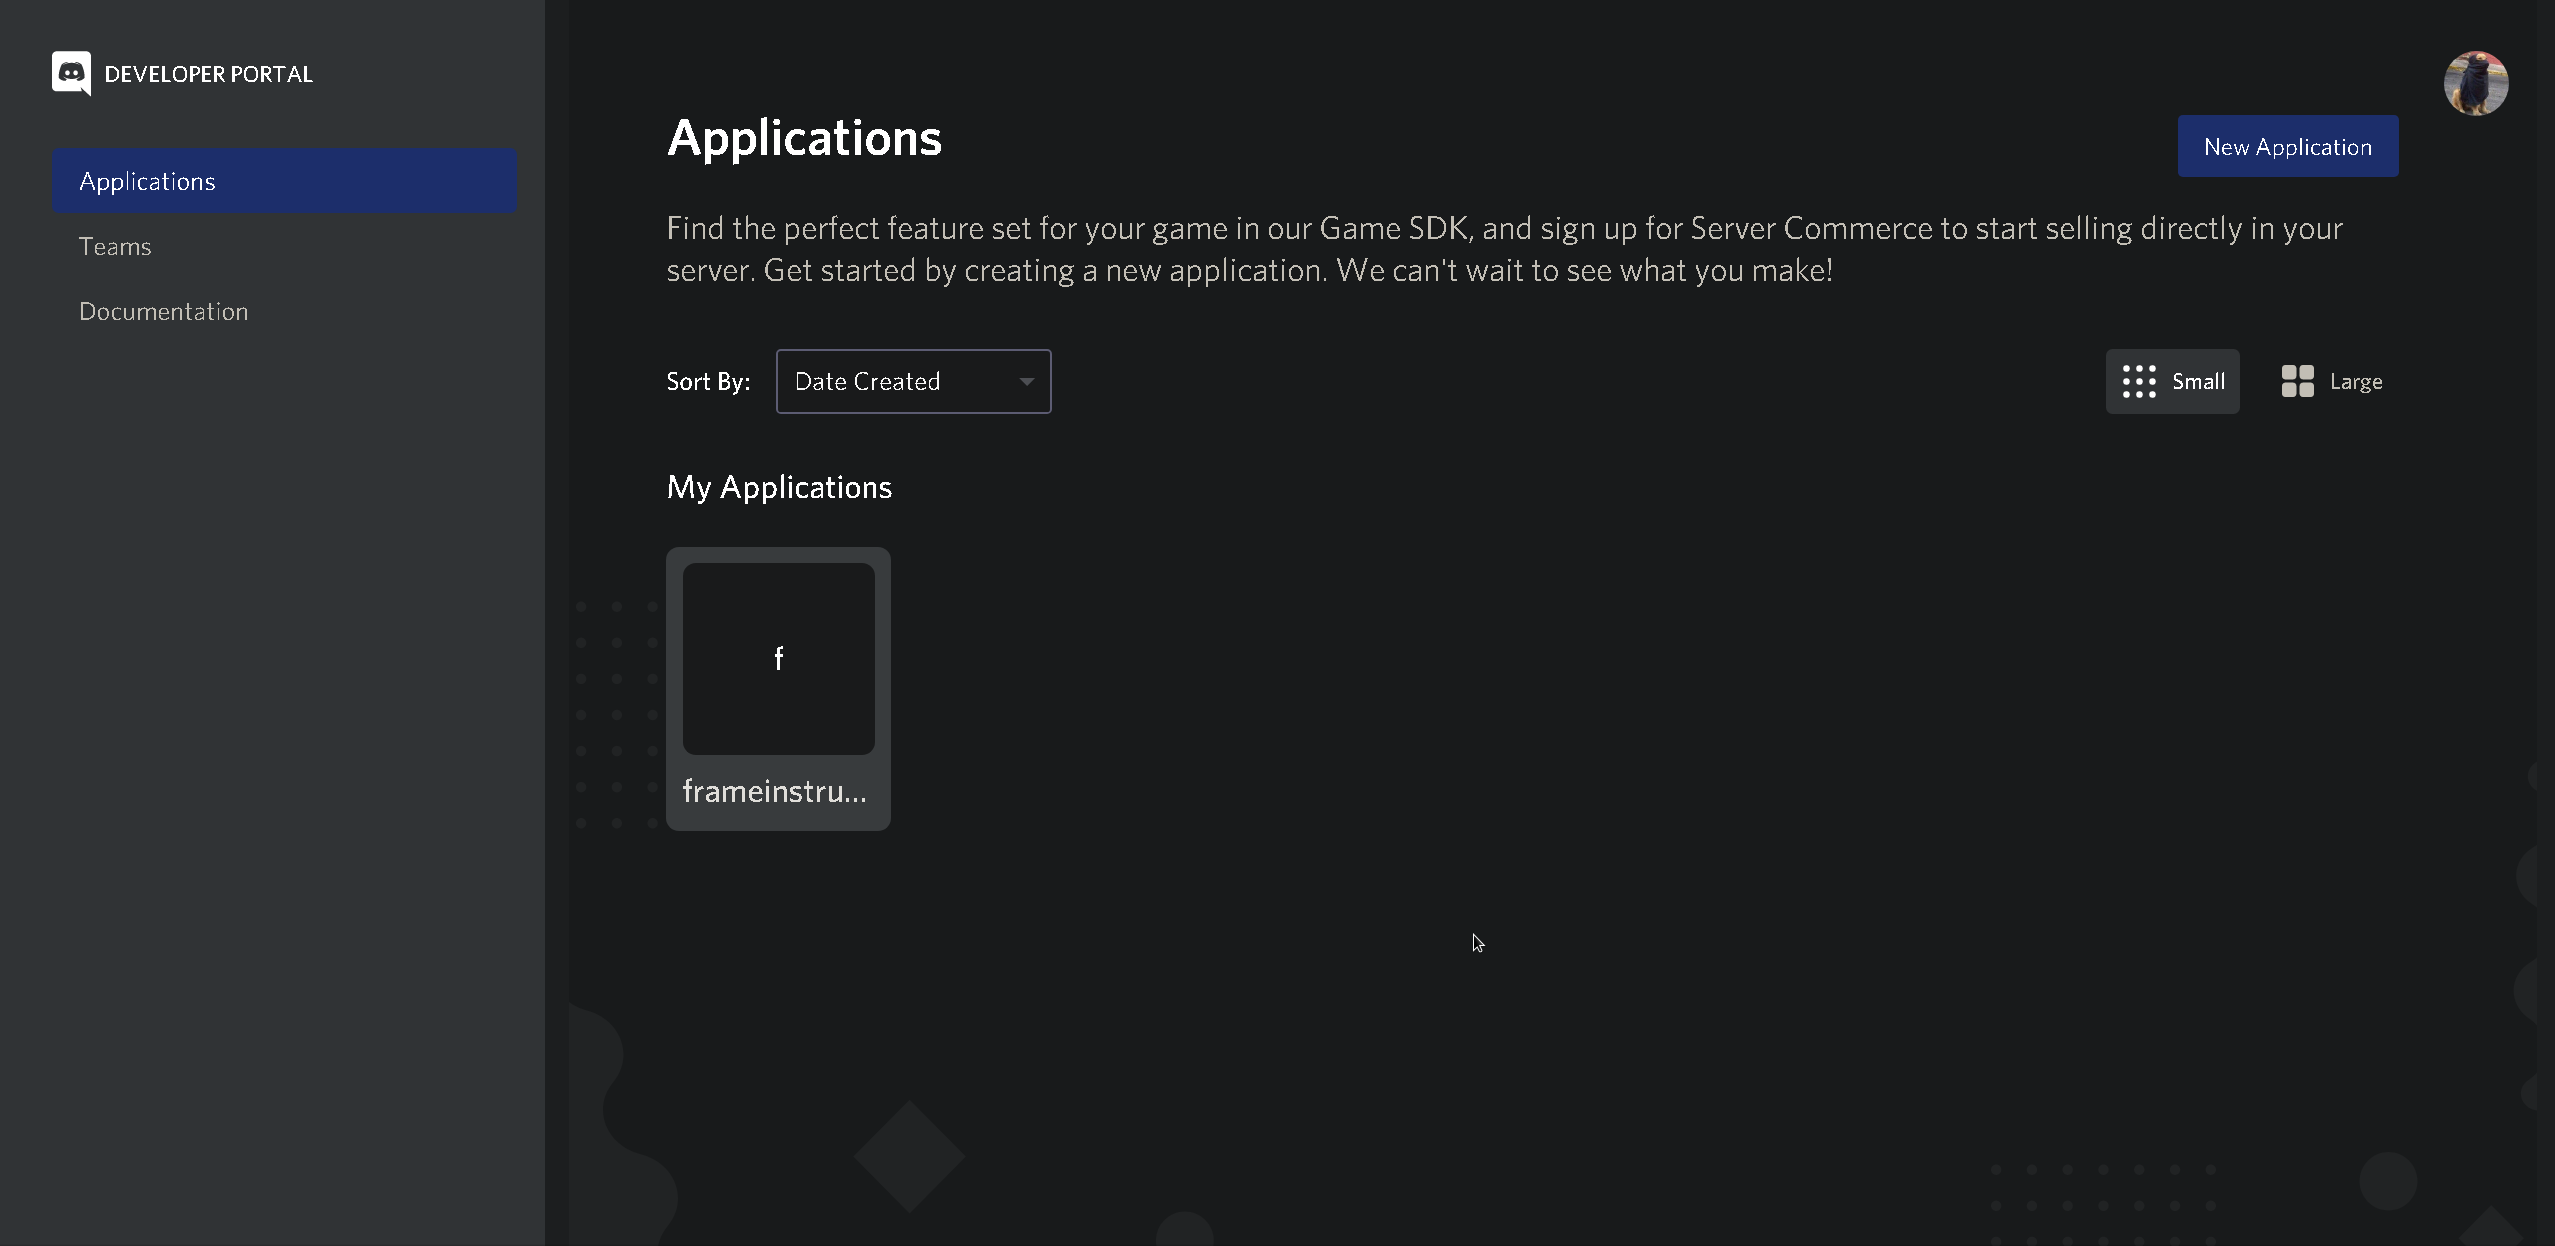 DEVELOPER PORTAL
Applications
Teams
Documentation
Applications
New Application
Find the perfect feature set for your game in our Game SDK, and sign up for Server Commerce to start selling directly in your
server. Get started by creating a new application. We can't wait to see what you make!
Sort By:
Date Created
Small
Large
My Applications
f
frameinstru...